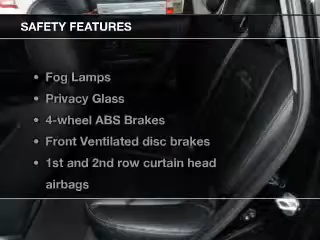 SAFETY FEATURES
• Fog Lamps
• Privacy Glass
• 4-wheel ABS Brakes
• Front Ventilated disc brakes
• 1st and 2nd row curtain head
airbags